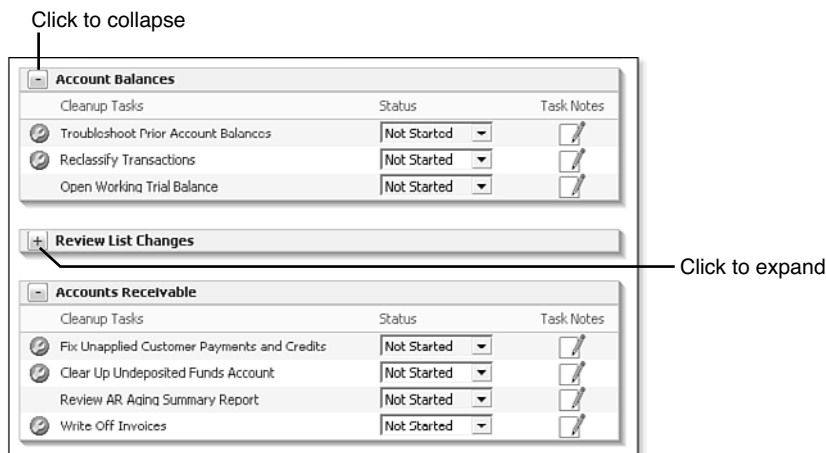 Click to collapse
- Account Balances
Cleanup Tasks Status Task Notes
Troubleshoot Prior Account Balances Not Started
Reclassify Transactions Not Started
Open Working Trial Balance Not Started
+ Review List Changes
Click to expand
- Accounts Receivable
Cleanup Tasks Status Task Notes
Fix Unapplied Customer Payments and Credits Not Started
Clear Up Undeposited Funds Account Not Started
Review AR Aging Summary Report Not Started
Write Off Invoices Not Started